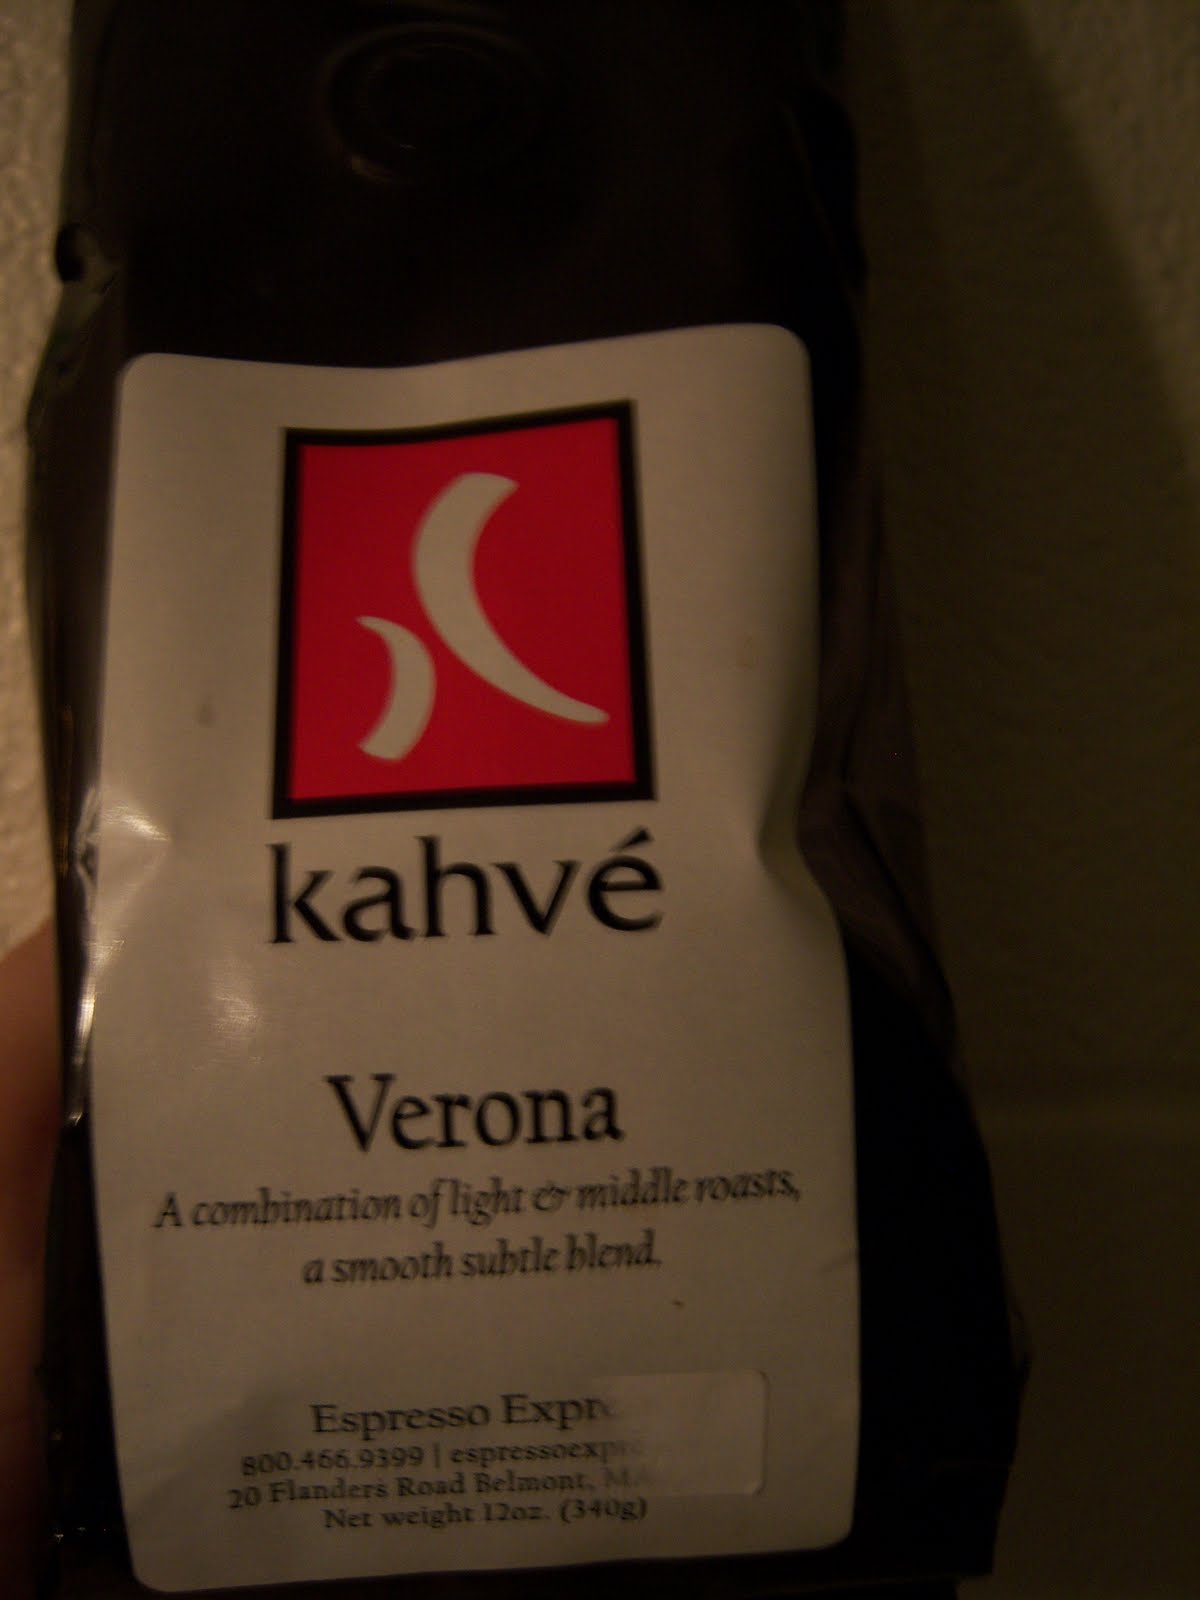 kahvé
Verona
A combination of light & middle roasts,
a smooth subtle blend.
Espresso
800.466.9399 |
20 Flanders Road Belmont, MA
Net weight 12oz. (340g)